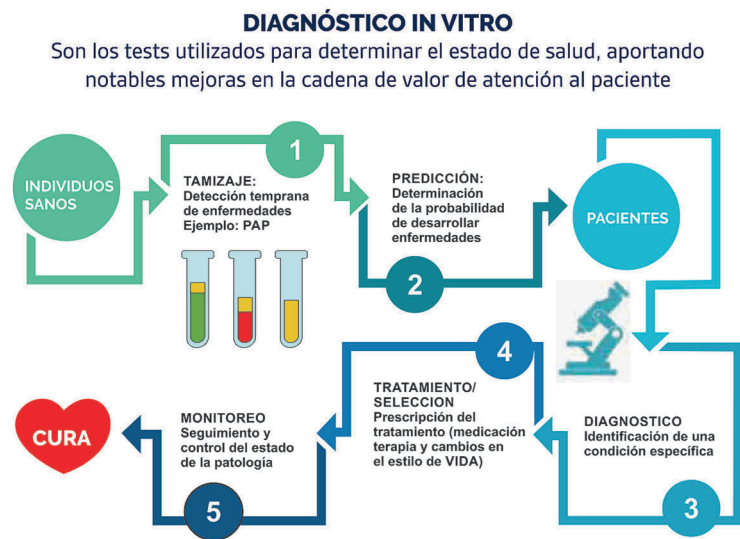 DIAGNÓSTICO IN VITRO
Son los tests utilizados para determinar el estado de salud, aportando
notables mejoras en la cadena de valor de atención al paciente
INDIVIDUOS
SANOS
1
TAMIZAJE:
Detección temprana
de enfermedades
Ejemplo: PAP
PREDICCIÓN:
Determinación
de la probabilidad
de desarrollar
enfermedades
2
PACIENTES
DIAGNOSTICO
Identificación de una
condición específica
3
4
TRATAMIENTO/
SELECCION
Prescripción del
tratamiento (medicación
terapia y cambios en
el estilo de VIDA)
MONITOREO
Seguimiento y
control del estado
de la patología
5
CURA